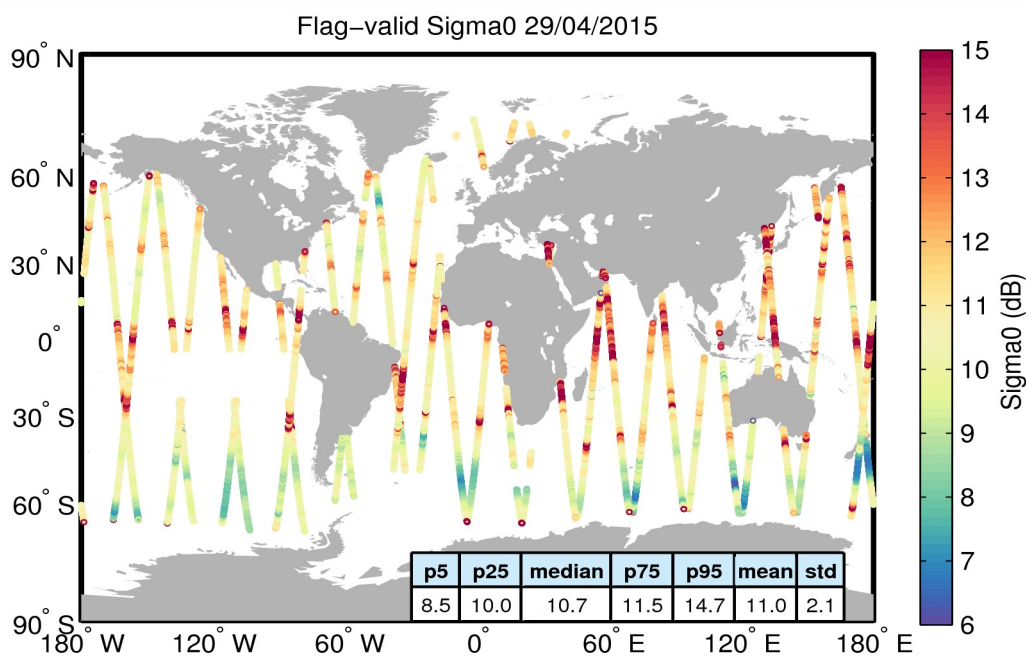 Flag−valid Sigma0 29/04/2015
90° N
60° N
30° N
0°
30° S
60° S
90° S
180° W
120° W
60° W
0°
60° E
120° E
180° E
p5 p25 median p75 p95 mean std
8.5 10.0 10.7 11.5 14.7 11.0 2.1
15
14
13
12
11
10
9
8
7
6
Sigma0 (dB)